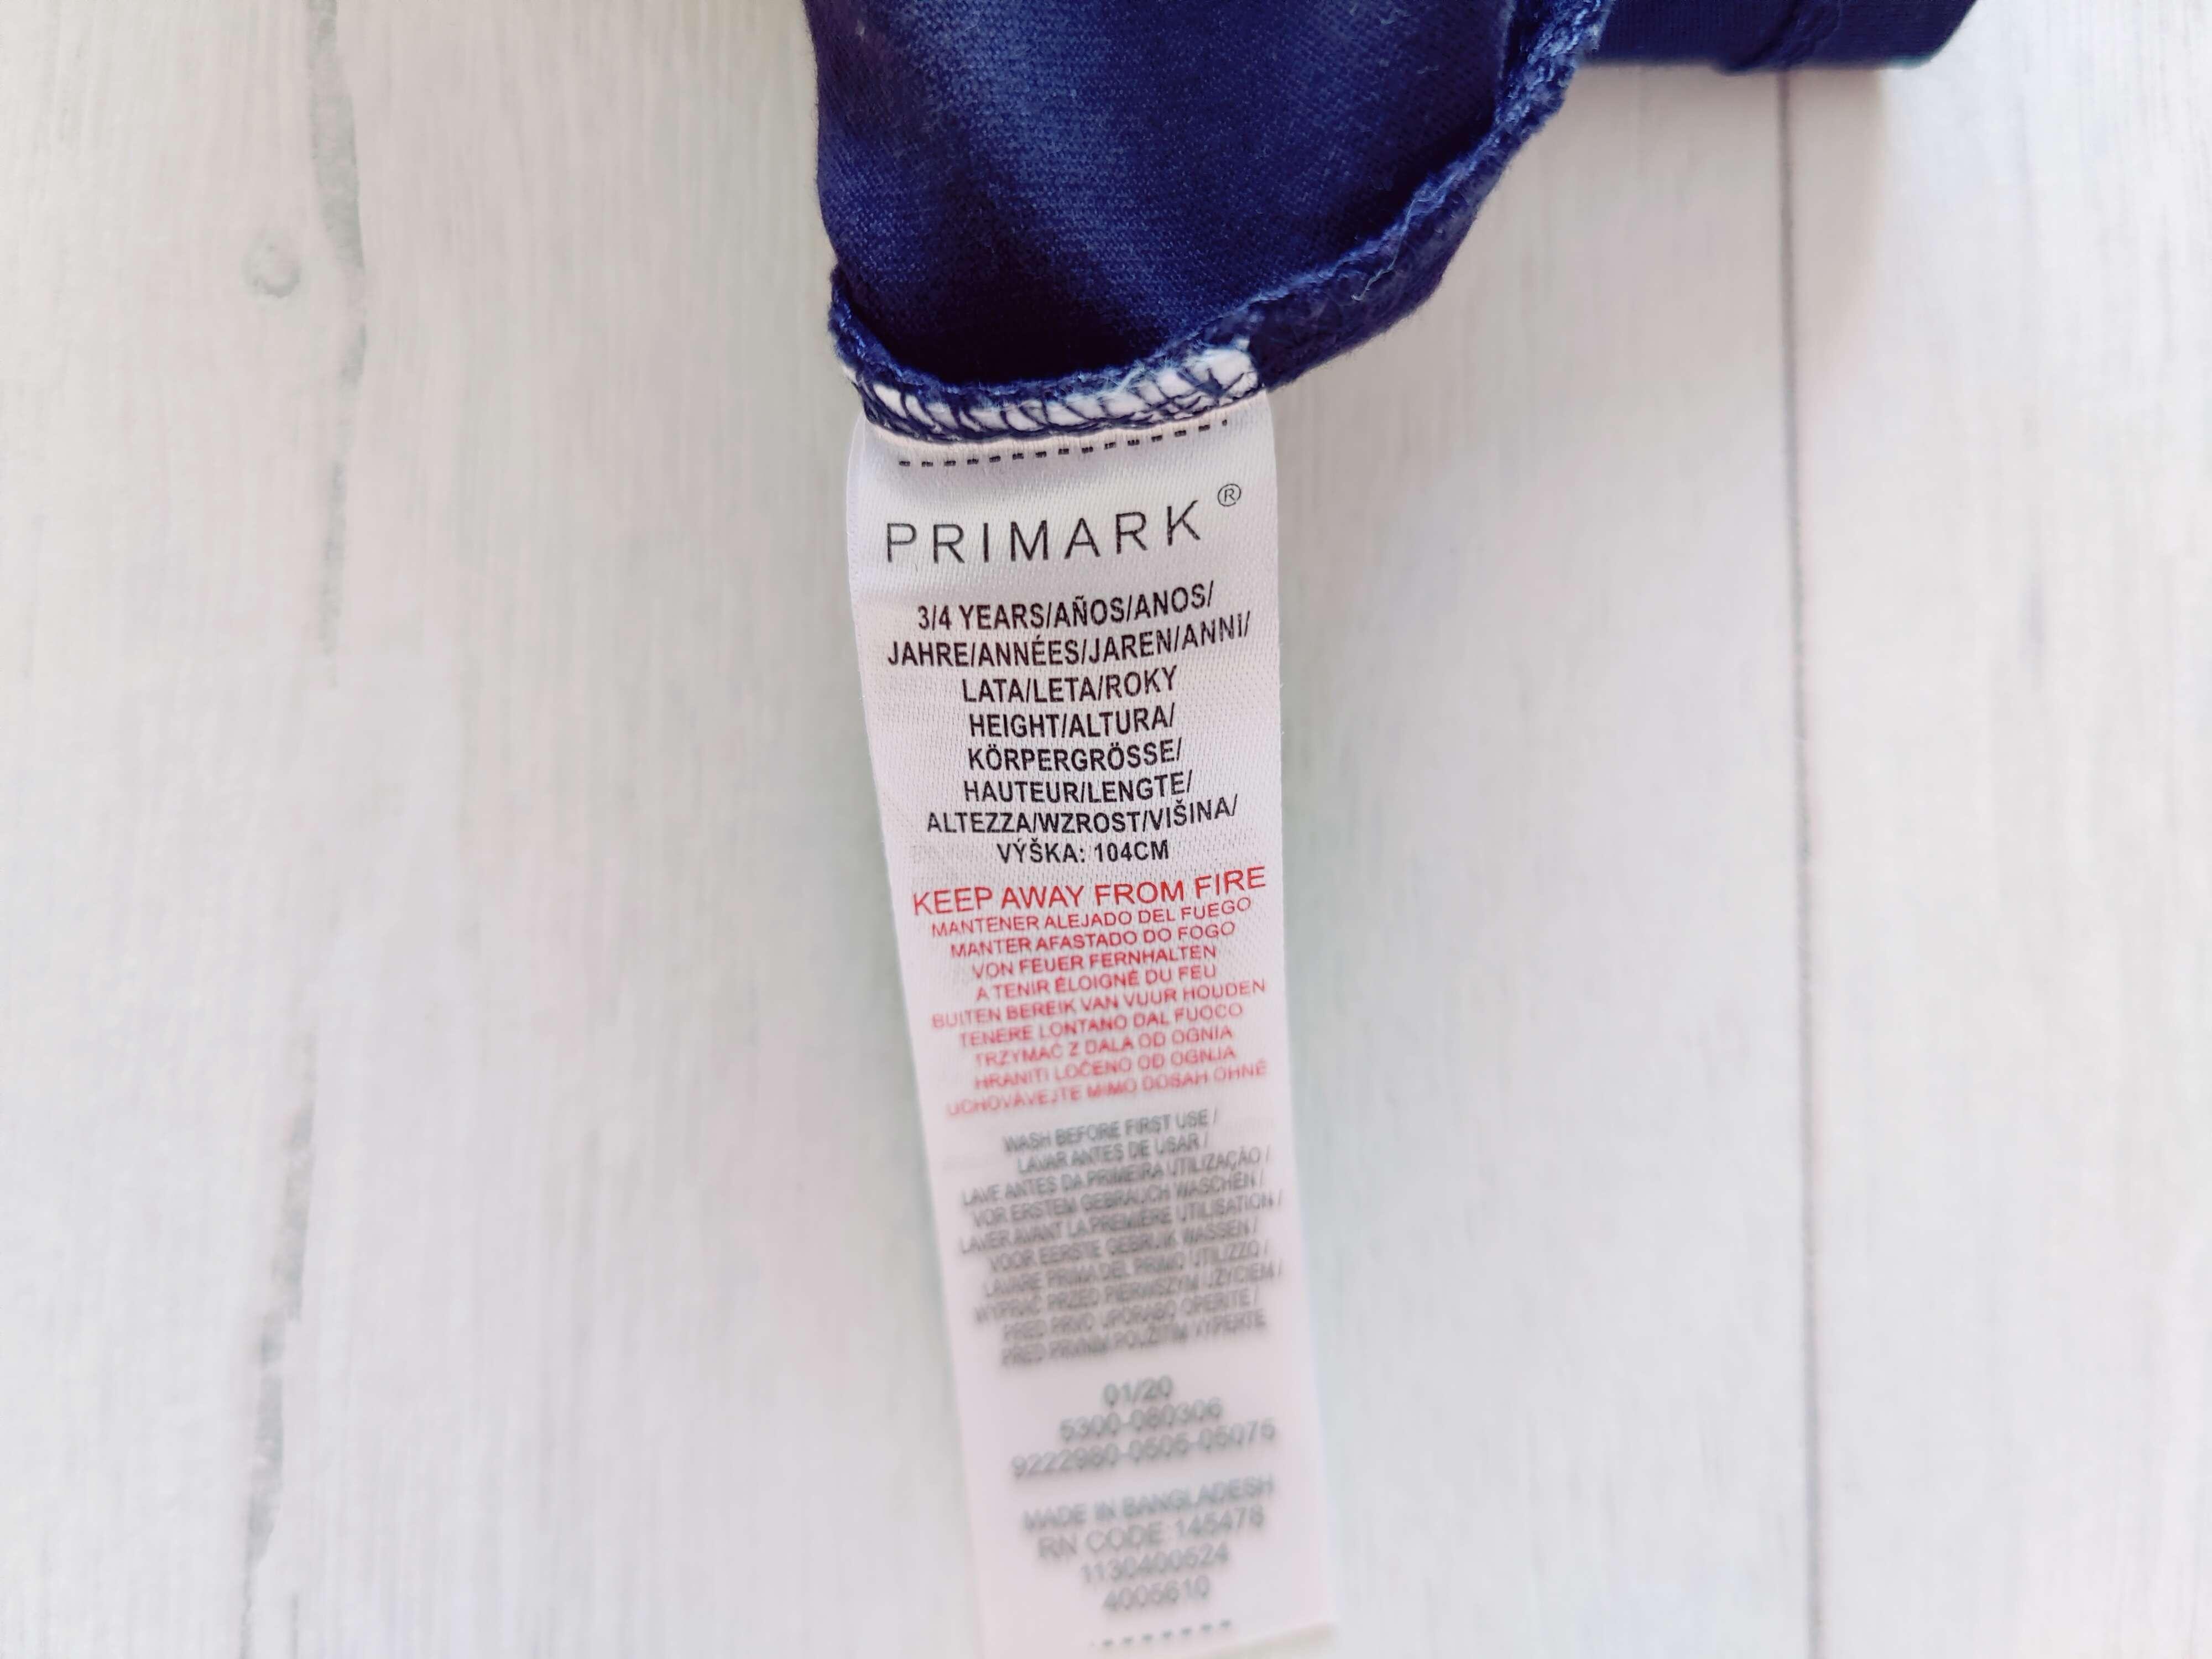 PRIMARK®
3/4 YEARS/AÑOS/ANOS/
JAHRE/ANNÉES/JAREN/ANNI/
LATA/LETA/ROKY
HEIGHT/ALTURA/
KÖRPERGRÖSSE/
HAUTEUR/LENGTE/
ALTEZZA/WZROST/VIŠINA/
VÝŠKA: 104CM
KEEP AWAY FROM FIRE
MANTENER ALEJADO DEL FUEGO
MANTER AFASTADO DO FOGO
VON FEUER FERNHALTEN
A TENIR ÉLOIGNÉ DU FEU
BUITEN BEREIK VAN VUUR HOUDEN
TENERE LONTANO DAL FUOCO
TRZYMAĆ Z DALA OD OGNIA
HRANITI LOČENO OD OGNJA
UCHOVÁVEJTE MIMO DOSAH OHNĚ
WASH BEFORE FIRST USE /
LAVAR ANTES DE USAR /
LAVE ANTES DA PRIMEIRA UTILIZAÇÃO /
VOR ERSTEM GEBRAUCH WASCHEN /
LAVER AVANT LA PREMIÈRE UTILISATION /
VOOR EERSTE GEBRUIK WASSEN /
LAVARE PRIMA DEL PRIMO UTILIZZO /
WYPRAĆ PRZED PIERWSZYM UŻYCIEM /
PRED PRVO UPORABO OPERITE /
PŘED PRVNÍM POUŽITÍM VYPERTE
01/20
5300-080306
MADE IN BANGLADESH
RN CODE 145478
1130400524
4005610